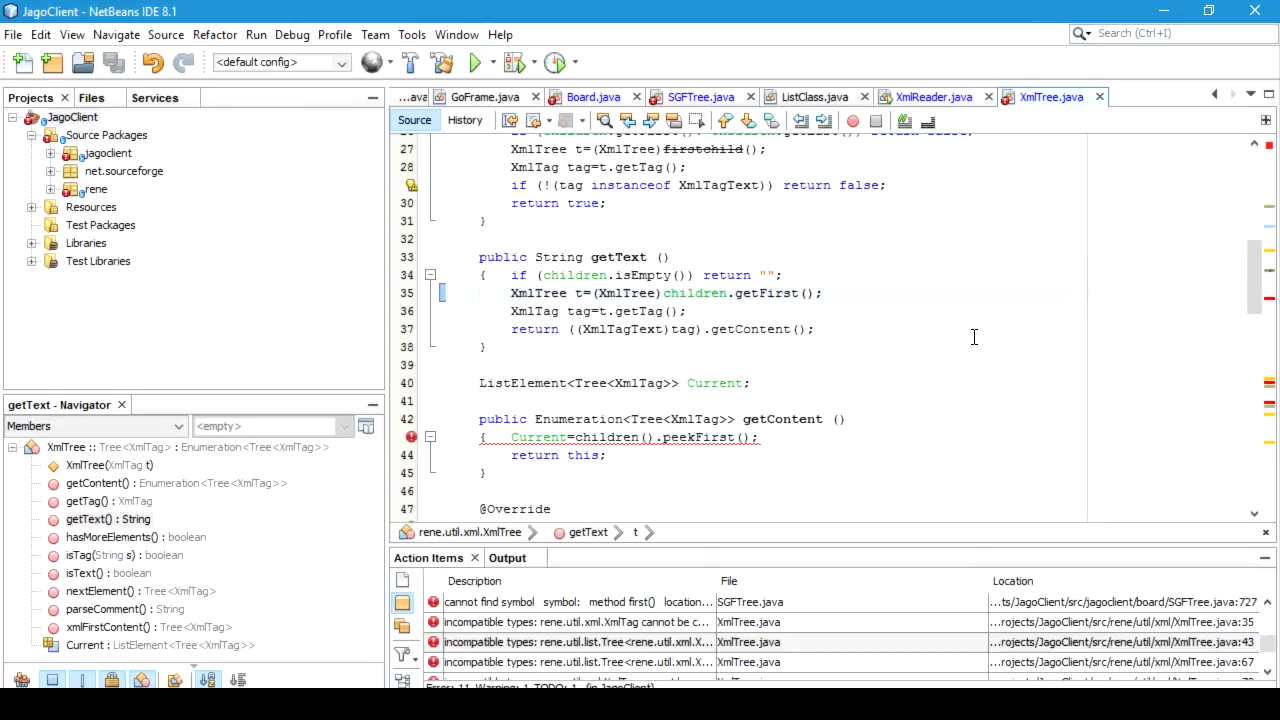 JagoClient - NetBeans IDE 8.1
File Edit View Navigate Source Refactor Run Debug Profile Team Tools Window Help
Search (Ctrl+I)
<default config>
Projects Files Services
JagoClient
Source Packages
jagoclient
net.sourceforge
rene
Resources
Test Packages
Libraries
Test Libraries
getText - Navigator
Members <empty>
XmlTree :: Tree<XmlTag> : Enumeration<Tree<XmlTag>>
XmlTree(XmlTag t)
getContent() : Enumeration<Tree<XmlTag>>
getTag() : XmlTag
getText() : String
hasMoreElements() : boolean
isTag(String s) : boolean
isText() : boolean
nextElement() : Tree<XmlTag>
parseComment() : String
xmlFirstContent() : Tree<XmlTag>
Current : ListElement<Tree<XmlTag>>
...ava GoFrame.java Board.java SGFTree.java ListClass.java XmlReader.java XmlTree.java
Source History
27 XmlTree t=(XmlTree)firstchild();
28 XmlTag tag=t.getTag();
if (!(tag instanceof XmlTagText)) return false;
30 return true;
31 }
32
33 public String getText ()
34 { if (children.isEmpty()) return "";
35 XmlTree t=(XmlTree)children.getFirst();
36 XmlTag tag=t.getTag();
37 return ((XmlTagText)tag).getContent();
38 }
39
40 ListElement<Tree<XmlTag>> Current;
41
42 public Enumeration<Tree<XmlTag>> getContent ()
{ Current=children().peekFirst();
44 return this;
45 }
46
47 @Override
rene.util.xml.XmlTree getText t
Action Items Output
Description File Location
cannot find symbol symbol: method first() location... SGFTree.java ...ts/JagoClient/src/jagoclient/board/SGFTree.java:727
incompatible types: rene.util.xml.XmlTag cannot be c... XmlTree.java ...rojects/JagoClient/src/rene/util/xml/XmlTree.java:35
incompatible types: rene.util.list.Tree<rene.util.xml.X... XmlTree.java ...rojects/JagoClient/src/rene/util/xml/XmlTree.java:43
incompatible types: rene.util.list.Tree<rene.util.xml.X... XmlTree.java ...rojects/JagoClient/src/rene/util/xml/XmlTree.java:67